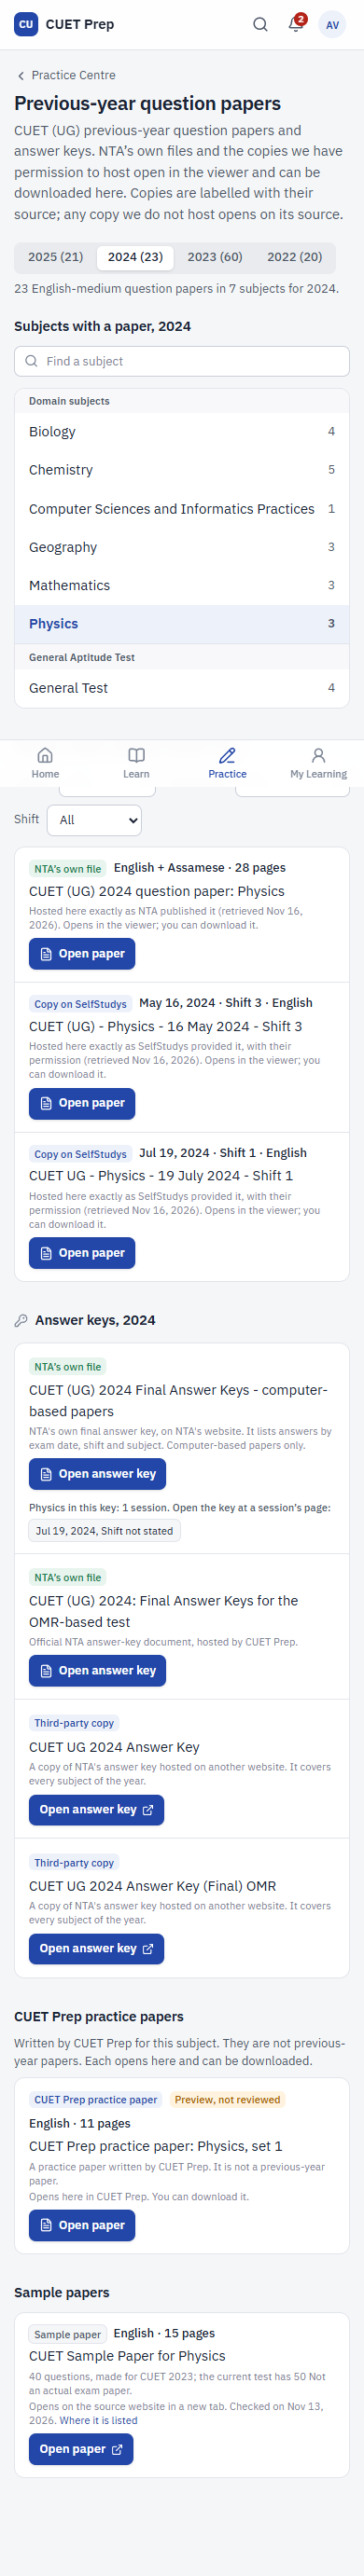 CU CUET Prep 2 AV
Practice Centre
Previous-year question papers
CUET (UG) previous-year question papers and
answer keys. NTA's own files and the copies we have
permission to host open in the viewer and can be
downloaded here. Copies are labelled with their
source; any copy we do not host opens on its source.
2025 (21) 2024 (23) 2023 (60) 2022 (20)
23 English-medium question papers in 7 subjects for 2024.
Subjects with a paper, 2024
Find a subject
Domain subjects
Biology 4
Chemistry 5
Computer Sciences and Informatics Practices 1
Geography 3
Mathematics 3
Physics 3
General Aptitude Test
General Test 4
Home Learn Practice My Learning
Shift All
NTA's own file English + Assamese · 28 pages
CUET (UG) 2024 question paper: Physics
Hosted here exactly as NTA published it (retrieved Nov 16,
2026). Opens in the viewer; you can download it.
Open paper
Copy on SelfStudys May 16, 2024 · Shift 3 · English
CUET (UG) - Physics - 16 May 2024 - Shift 3
Hosted here exactly as SelfStudys provided it, with their
permission (retrieved Nov 16, 2026). Opens in the viewer; you
can download it.
Open paper
Copy on SelfStudys Jul 19, 2024 · Shift 1 · English
CUET UG - Physics - 19 July 2024 - Shift 1
Hosted here exactly as SelfStudys provided it, with their
permission (retrieved Nov 16, 2026). Opens in the viewer; you
can download it.
Open paper
Answer keys, 2024
NTA's own file
CUET (UG) 2024 Final Answer Keys - computer-
based papers
NTA's own final answer key, on NTA's website. It lists answers by
exam date, shift and subject. Computer-based papers only.
Open answer key
Physics in this key: 1 session. Open the key at a session's page:
Jul 19, 2024, Shift not stated
NTA's own file
CUET (UG) 2024: Final Answer Keys for the
OMR-based test
Official NTA answer-key document, hosted by CUET Prep.
Open answer key
Third-party copy
CUET UG 2024 Answer Key
A copy of NTA's answer key hosted on another website. It covers
every subject of the year.
Open answer key
Third-party copy
CUET UG 2024 Answer Key (Final) OMR
A copy of NTA's answer key hosted on another website. It covers
every subject of the year.
Open answer key
CUET Prep practice papers
Written by CUET Prep for this subject. They are not previous-
year papers. Each opens here and can be downloaded.
CUET Prep practice paper Preview, not reviewed
English · 11 pages
CUET Prep practice paper: Physics, set 1
A practice paper written by CUET Prep. It is not a previous-year
paper.
Opens here in CUET Prep. You can download it.
Open paper
Sample papers
Sample paper English · 15 pages
CUET Sample Paper for Physics
40 questions, made for CUET 2023; the current test has 50 Not
an actual exam paper.
Opens on the source website in a new tab. Checked on Nov 13,
2026. Where it is listed
Open paper